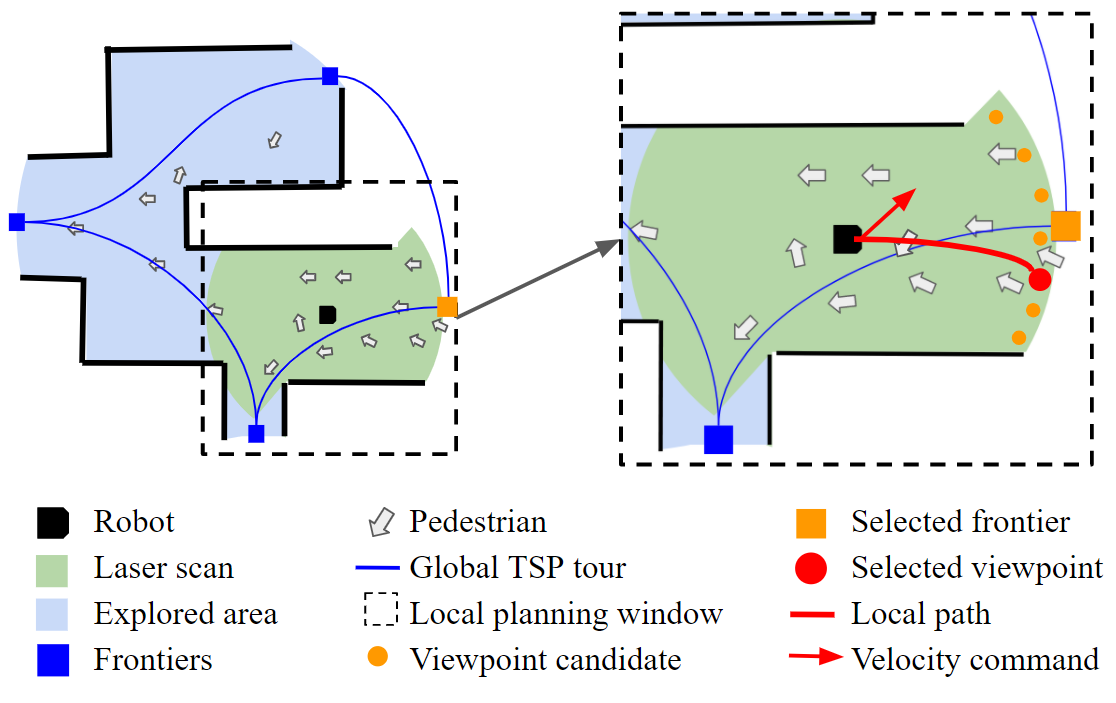 Robot
Pedestrian
Selected frontier
Laser scan
Global TSP tour
Selected viewpoint
Explored area
Local planning window
Local path
Frontiers
Viewpoint candidate
Velocity command